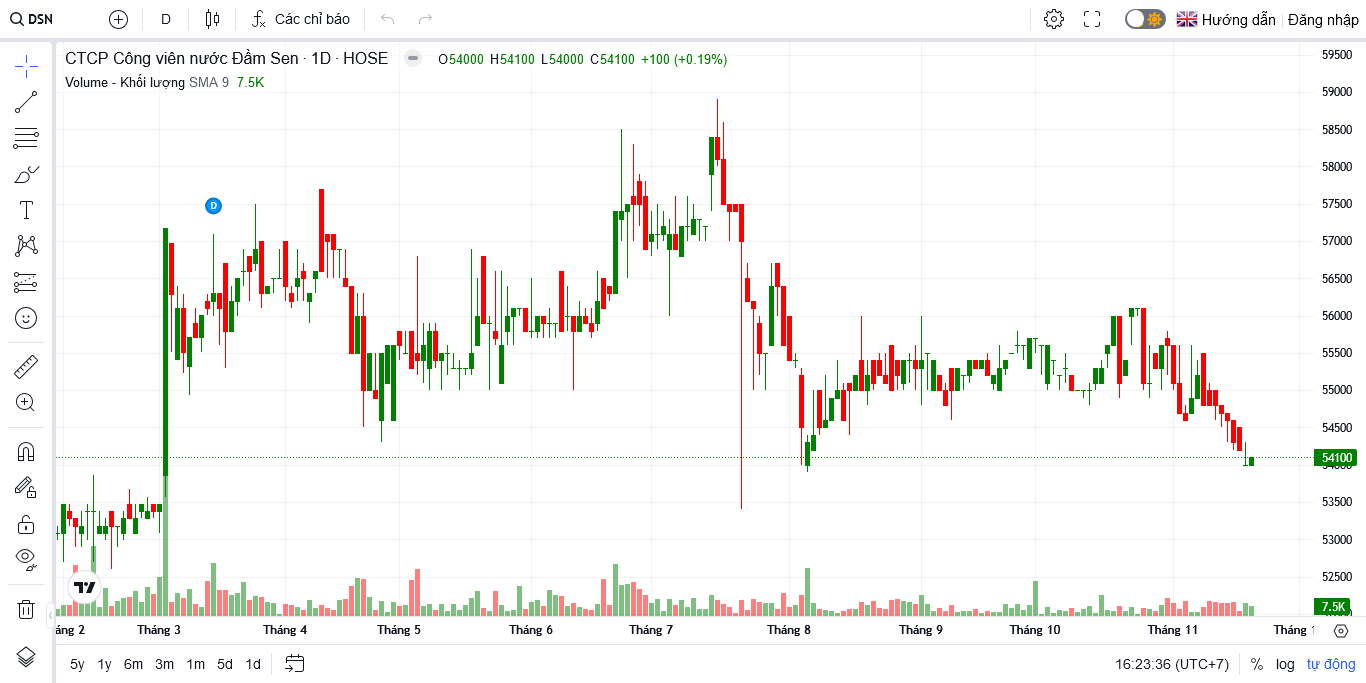 DSN D Các chỉ báo Hướng dẫn Đăng nhập
CTCP Công viên nước Đầm Sen · 1D · HOSE O54000 H54100 L54000 C54100 +100 (+0.19%)
Volume - Khối lượng SMA 9 7.5K
59500
59000
58500
58000
D
57500
57000
56500
56000
55500
55000
54500
54100
53500
53000
52500
7.5K
Tháng 3 Tháng 4 Tháng 5 Tháng 6 Tháng 7 Tháng 8 Tháng 9 Tháng 10 Tháng 11
5y 1y 6m 3m 1m 5d 1d 16:23:36 (UTC+7) % log tự động